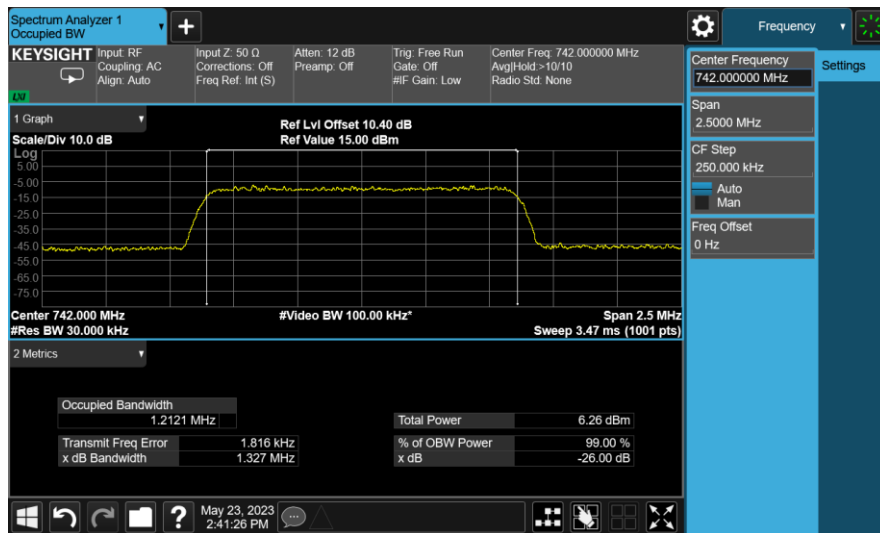 Spectrum Analyzer 1
Occupied BW
+
Frequency
KEYSIGHT
Input: RF
Coupling: AC
Align: Auto
Input Z: 50 Ω
Corrections: Off
Freq Ref: Int (S)
Atten: 12 dB
Preamp: Off
Trig: Free Run
Gate: Off
#IF Gain: Low
Center Freq: 742.000000 MHz
Avg|Hold:>10/10
Radio Std: None
LXI
Center Frequency
742.000000 MHz
Settings
Span
2.5000 MHz
CF Step
250.000 kHz
Auto
Man
Freq Offset
0 Hz
1 Graph
Scale/Div 10.0 dB
Ref Lvl Offset 10.40 dB
Ref Value 15.00 dBm
Log
5.00
-5.00
-15.0
-25.0
-35.0
-45.0
-55.0
-65.0
-75.0
Center 742.000 MHz
#Res BW 30.000 kHz
#Video BW 100.00 kHz*
Span 2.5 MHz
Sweep 3.47 ms (1001 pts)
2 Metrics
Occupied Bandwidth
1.2121 MHz
Total Power 6.26 dBm
Transmit Freq Error 1.816 kHz
% of OBW Power 99.00 %
x dB Bandwidth 1.327 MHz
x dB -26.00 dB
?
May 23, 2023
2:41:26 PM